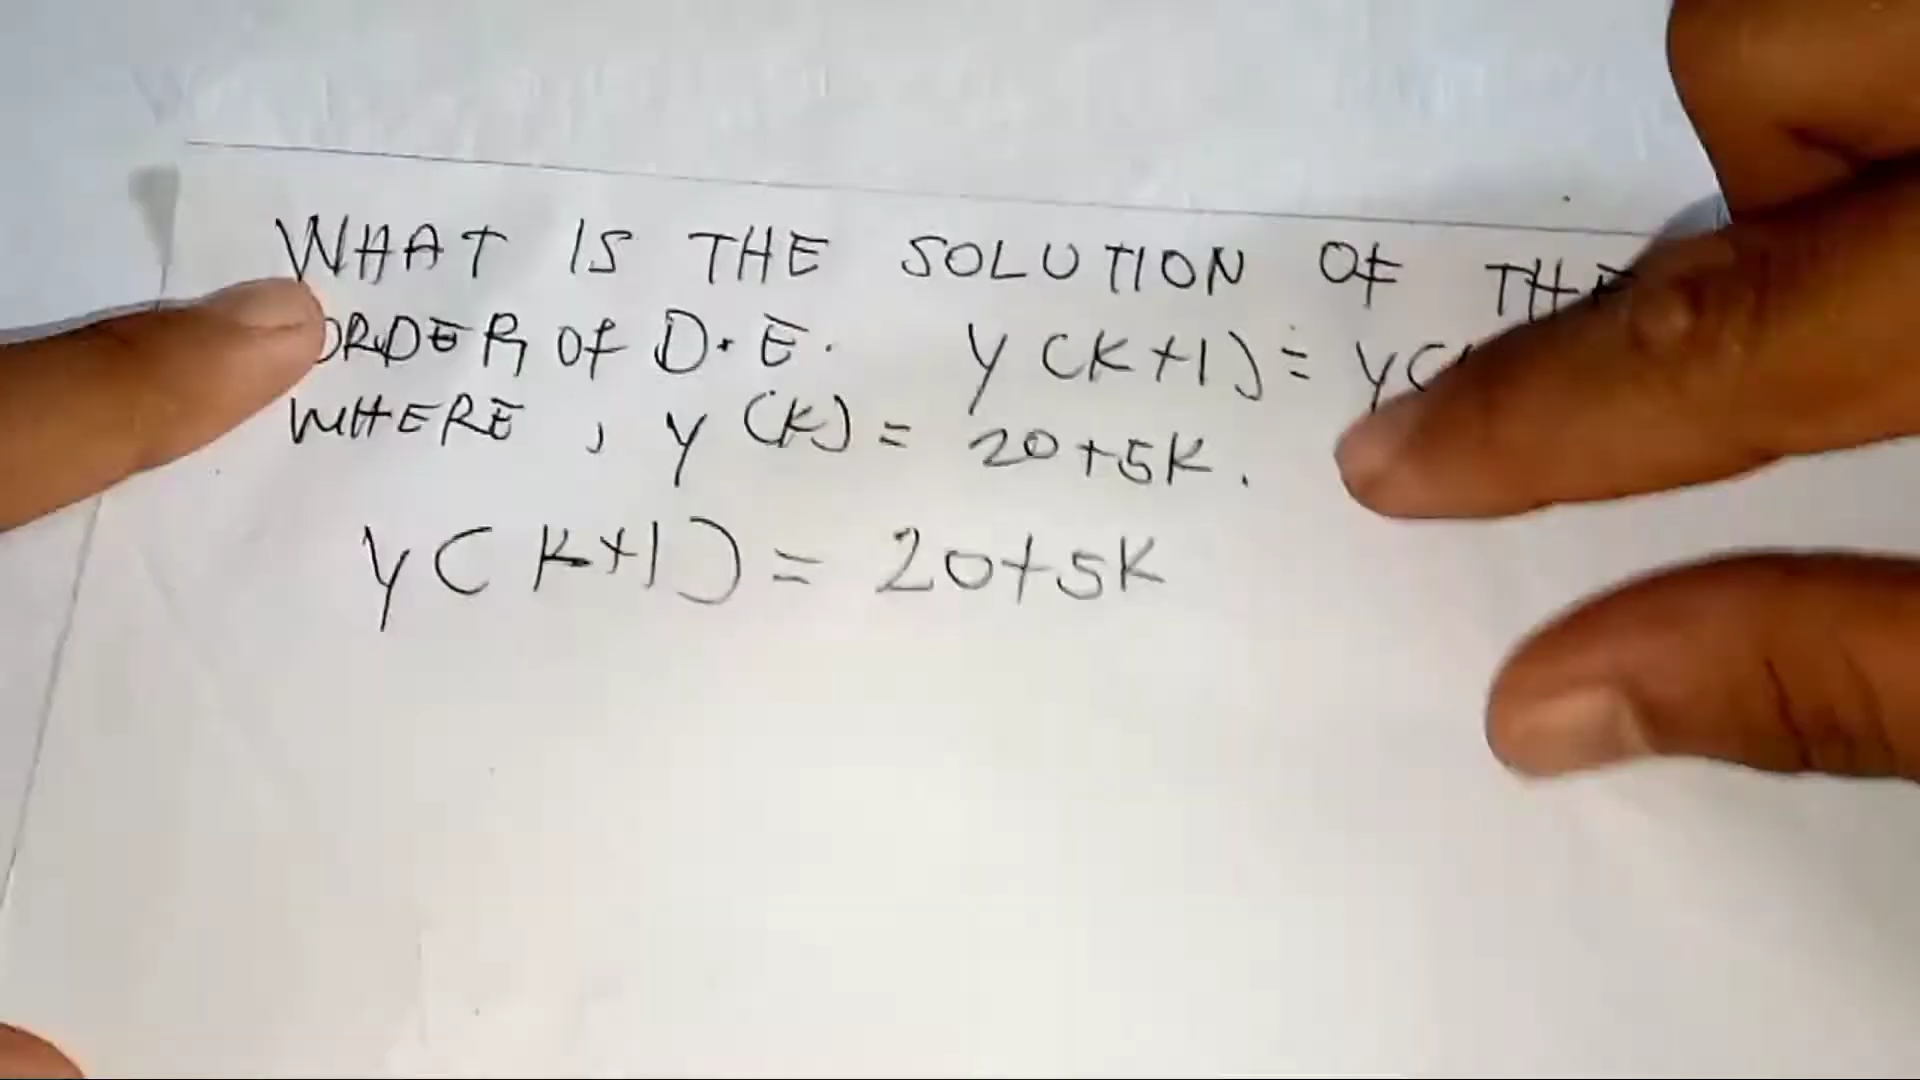 WHAT IS THE SOLUTION OF THE
ORDER OF D.E. Y(K+1) = Y(
WHERE, Y(K) = 20+5K.
Y(K+1) = 20+5K